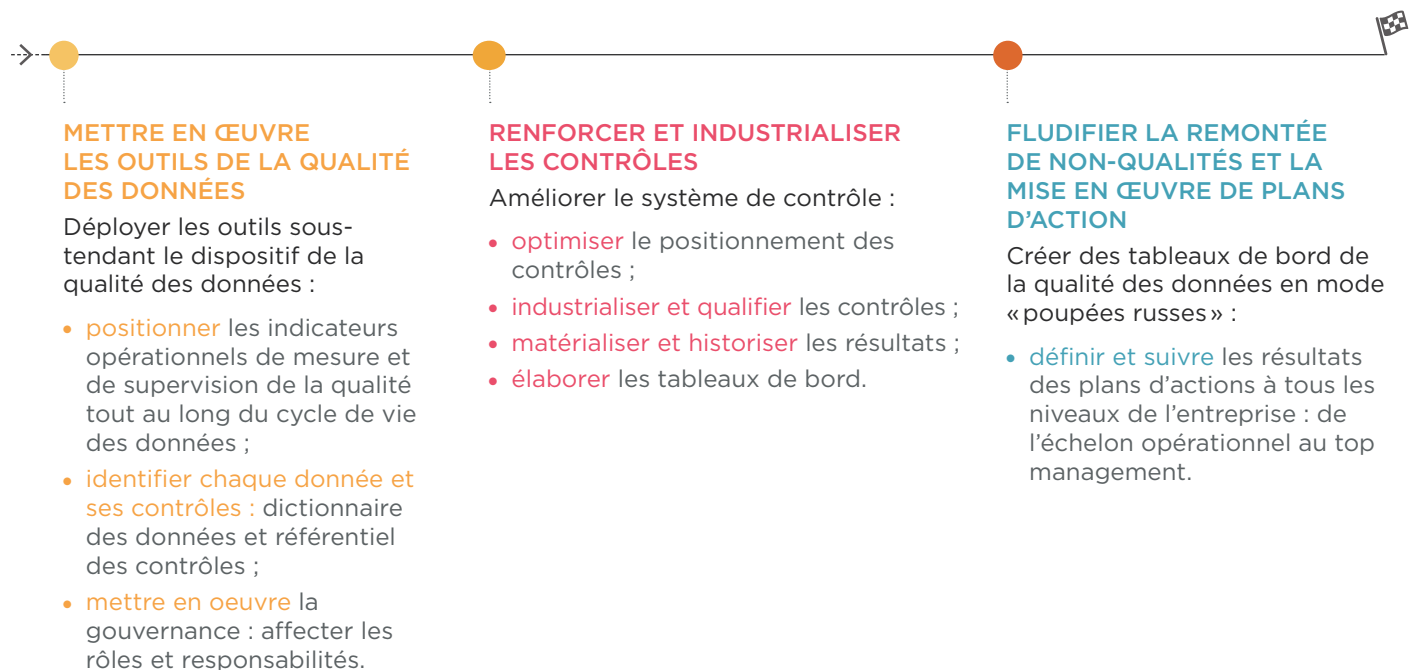 METTRE EN ŒUVRE
LES OUTILS DE LA QUALITÉ
DES DONNÉES
Déployer les outils sous-
tendant le dispositif de la
qualité des données :
• positionner les indicateurs
opérationnels de mesure et
de supervision de la qualité
tout au long du cycle de vie
des données ;
• identifier chaque donnée et
ses contrôles : dictionnaire
des données et référentiel
des contrôles ;
• mettre en oeuvre la
gouvernance : affecter les
rôles et responsabilités.
RENFORCER ET INDUSTRIALISER
LES CONTRÔLES
Améliorer le système de contrôle :
• optimiser le positionnement des
contrôles ;
• industrialiser et qualifier les contrôles ;
• matérialiser et historiser les résultats ;
• élaborer les tableaux de bord.
FLUDIFIER LA REMONTÉE
DE NON-QUALITÉS ET LA
MISE EN ŒUVRE DE PLANS
D’ACTION
Créer des tableaux de bord de
la qualité des données en mode
« poupées russes » :
• définir et suivre les résultats
des plans d’actions à tous les
niveaux de l’entreprise : de
l’échelon opérationnel au top
management.